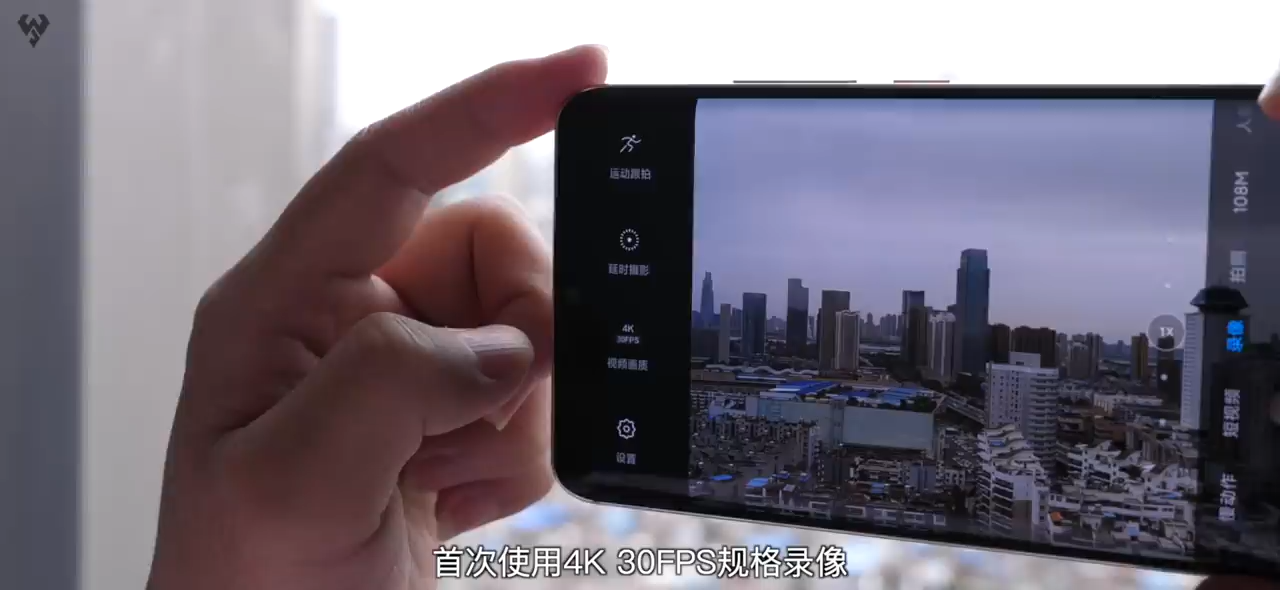 运动跟拍
延时摄影
4K
30FPS
视频画质
设置
1X
人
108M
拍照
录像
短视频
慢动作
首次使用4K 30FPS规格录像